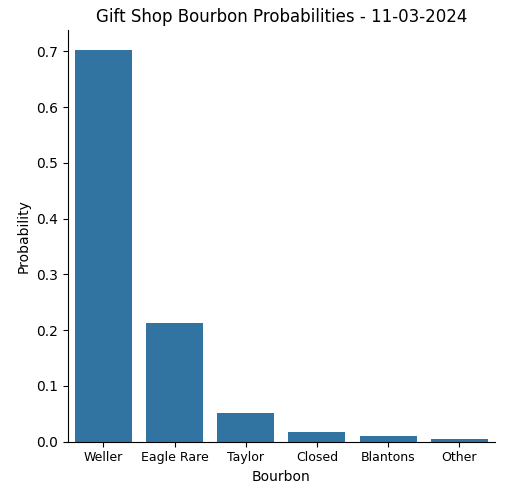 Gift Shop Bourbon Probabilities - 11-03-2024
Probability
0.7
0.6
0.5
0.4
0.3
0.2
0.1
0.0
Weller Eagle Rare Taylor Closed Blantons Other
Bourbon